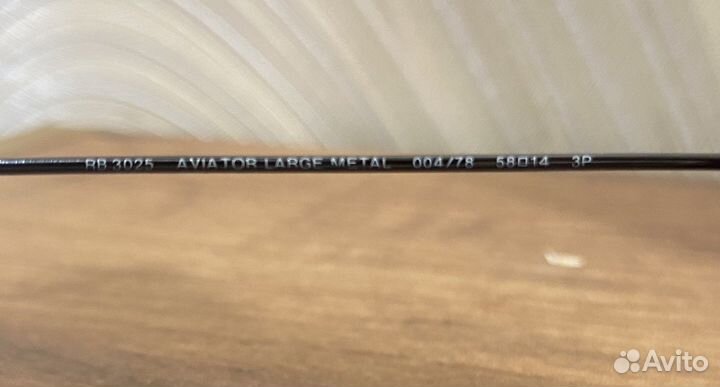 RB 3025 AVIATOR LARGE METAL 004/78 58□14 3P
Avito